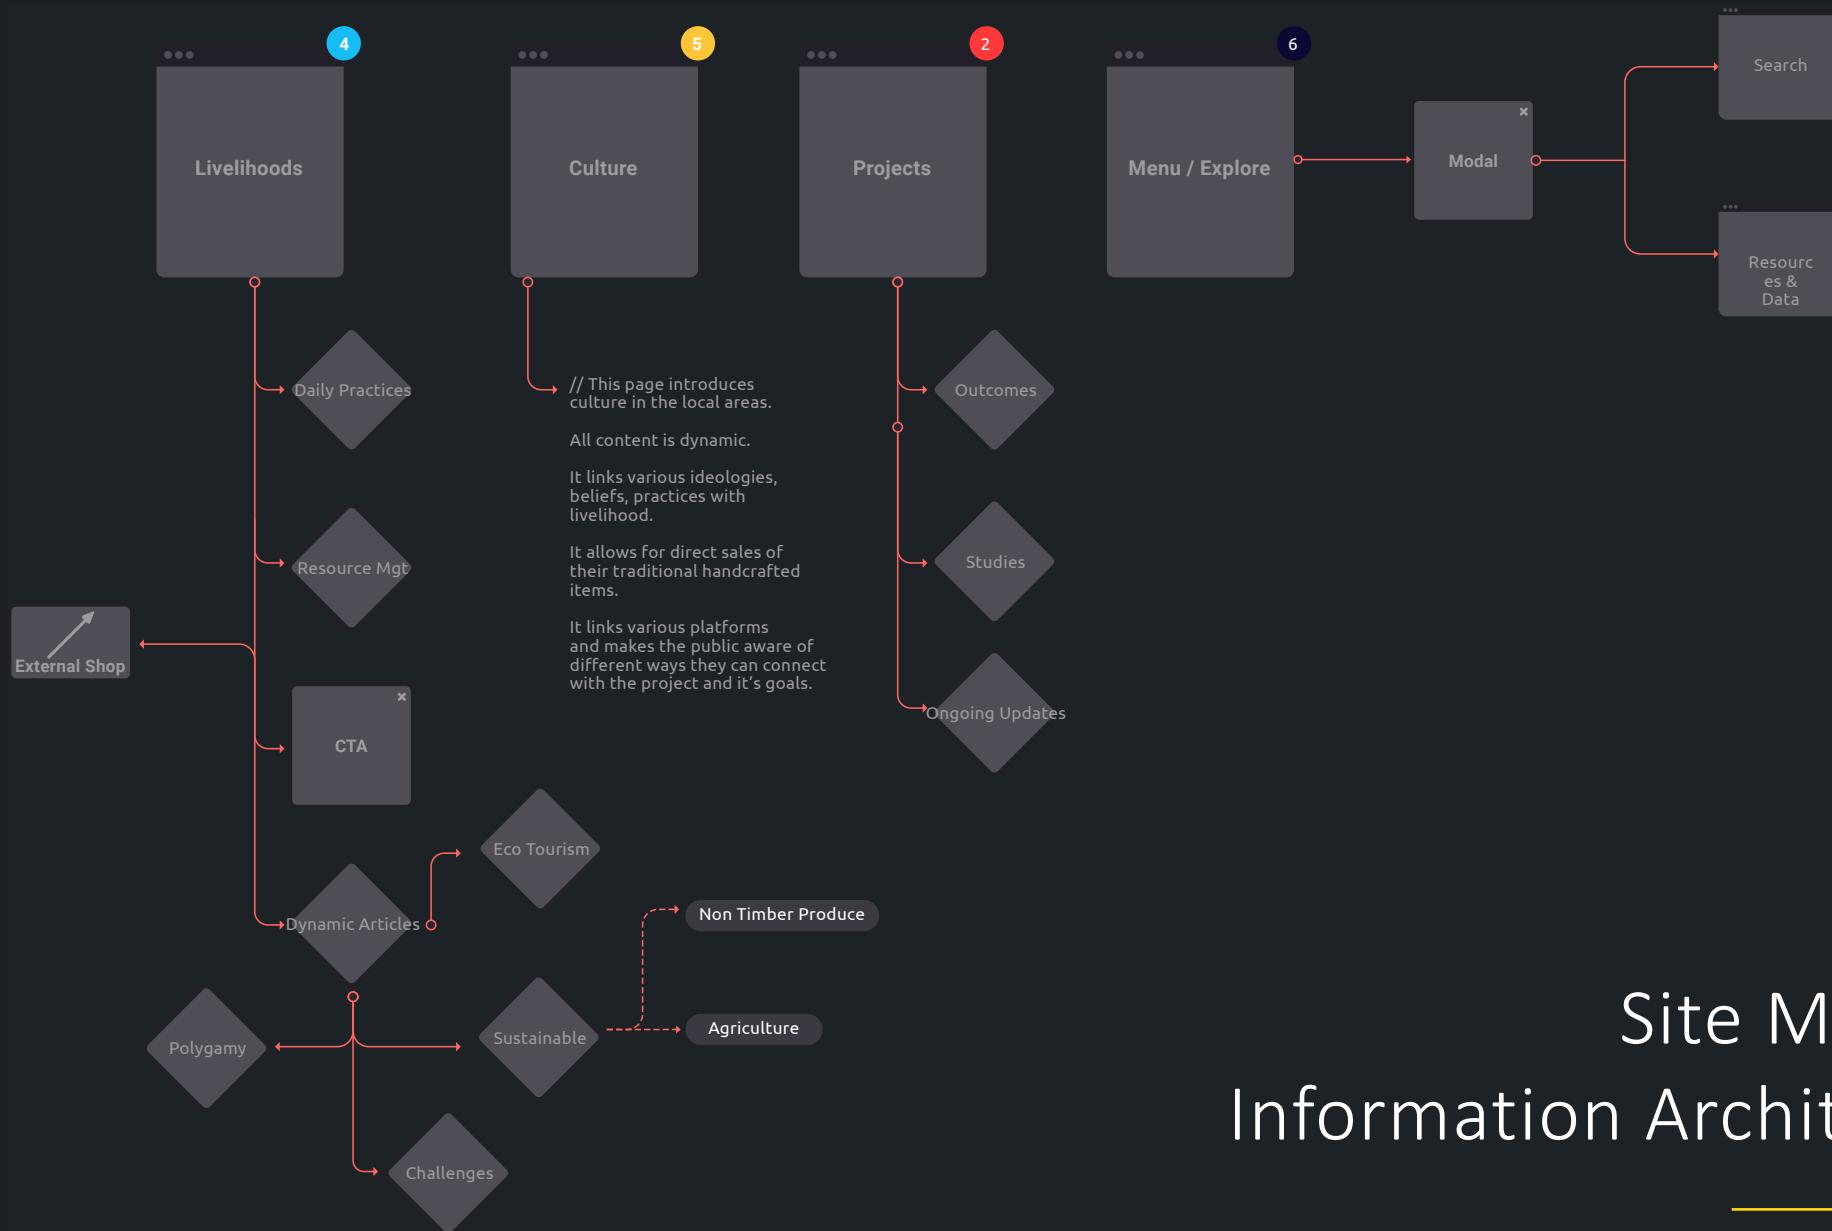 4
Livelihoods
5
Culture
2
Projects
6
Menu / Explore
Modal
Search
Resourc
es &
Data
Daily Practices
Resource Mgt
External Shop
CTA
Dynamic Articles
Eco Tourism
Polygamy
Sustainable
Challenges
Non Timber Produce
Agriculture
// This page introduces
culture in the local areas.
All content is dynamic.
It links various ideologies,
beliefs, practices with
livelihood.
It allows for direct sales of
their traditional handcrafted
items.
It links various platforms
and makes the public aware of
different ways they can connect
with the project and it’s goals.
Outcomes
Studies
Ongoing Updates
Site M
Information Archit